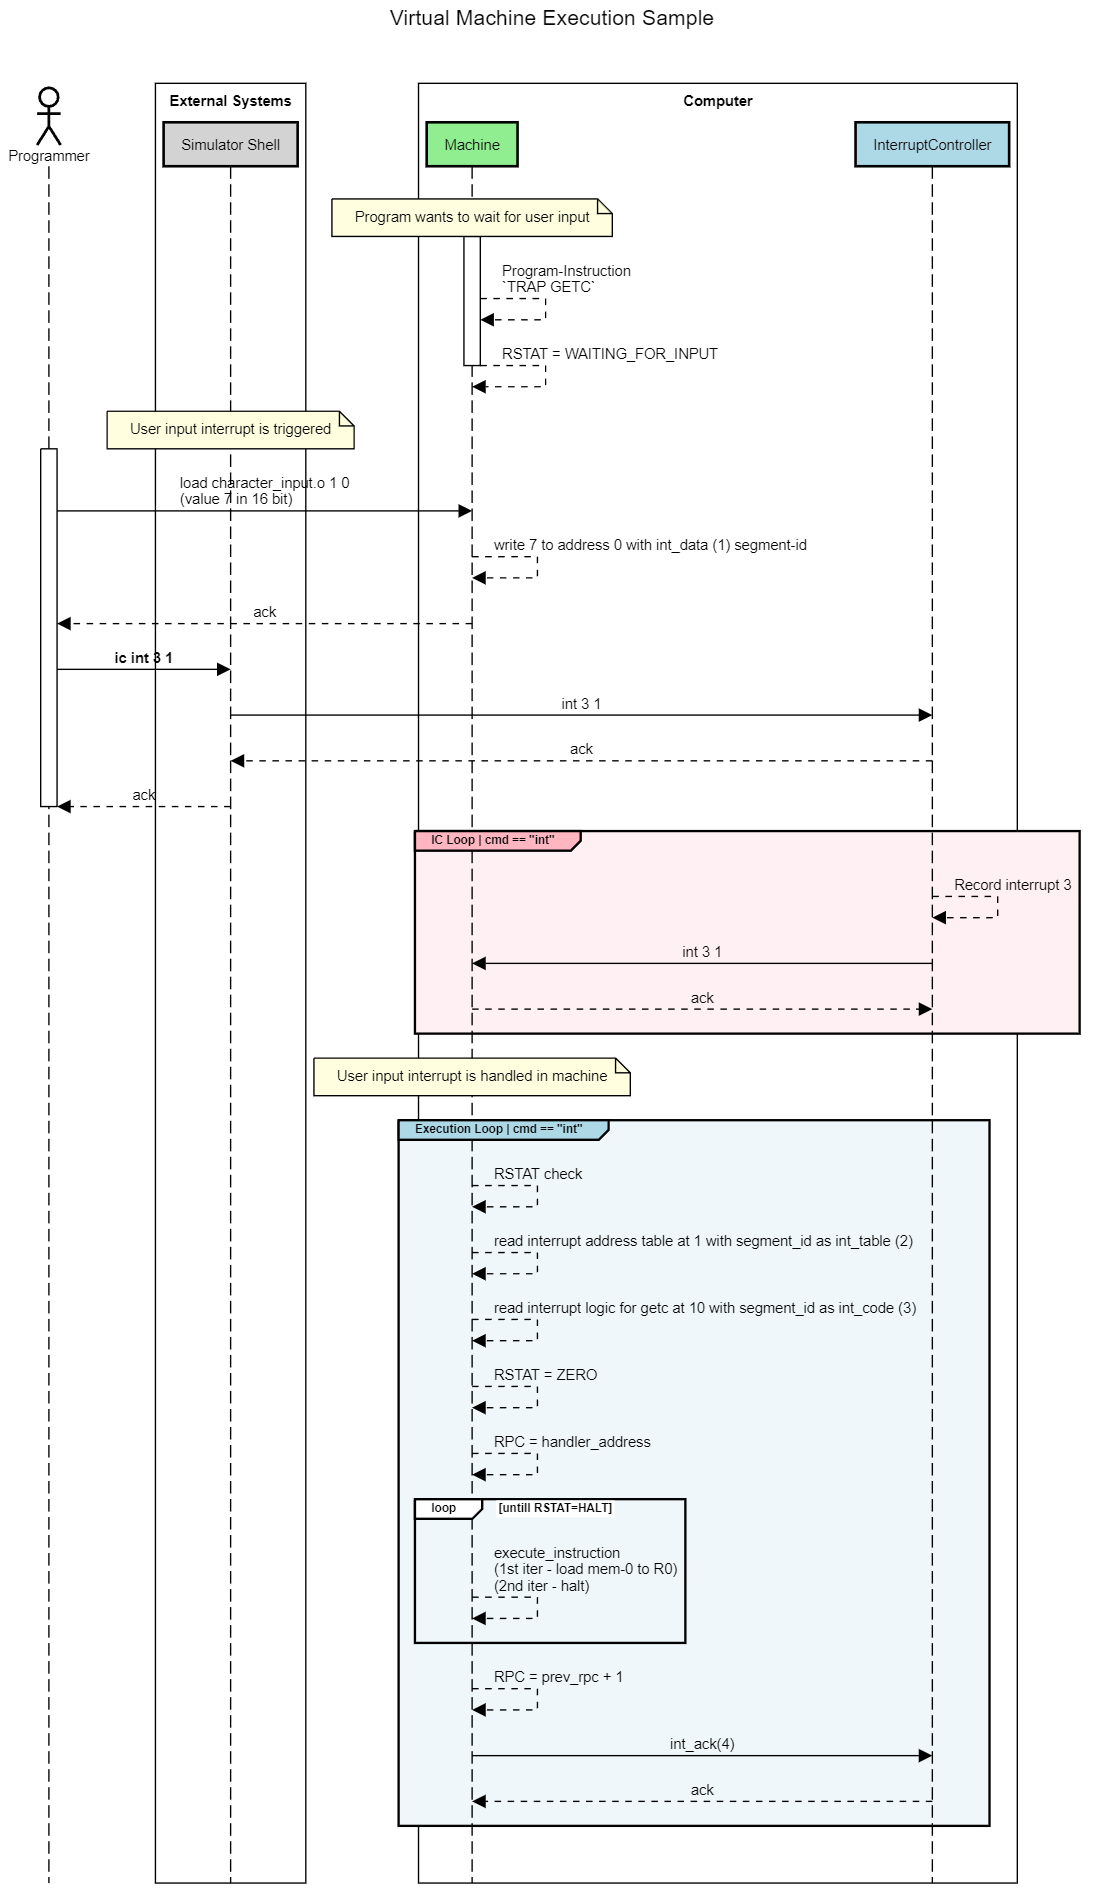 Virtual Machine Execution Sample
External Systems
Computer
Programmer
Simulator Shell
Machine
InterruptController
Program wants to wait for user input
Program-Instruction
`TRAP GETC`
RSTAT = WAITING_FOR_INPUT
User input interrupt is triggered
load character_input.o 1 0
(value 7 in 16 bit)
write 7 to address 0 with int_data (1) segment-id
ack
ic int 3 1
int 3 1
ack
ack
IC Loop | cmd == "int"
Record interrupt 3
int 3 1
ack
User input interrupt is handled in machine
Execution Loop | cmd == "int"
RSTAT check
read interrupt address table at 1 with segment_id as int_table (2)
read interrupt logic for getc at 10 with segment_id as int_code (3)
RSTAT = ZERO
RPC = handler_address
loop [untill RSTAT=HALT]
execute_instruction
(1st iter - load mem-0 to R0)
(2nd iter - halt)
RPC = prev_rpc + 1
int_ack(4)
ack